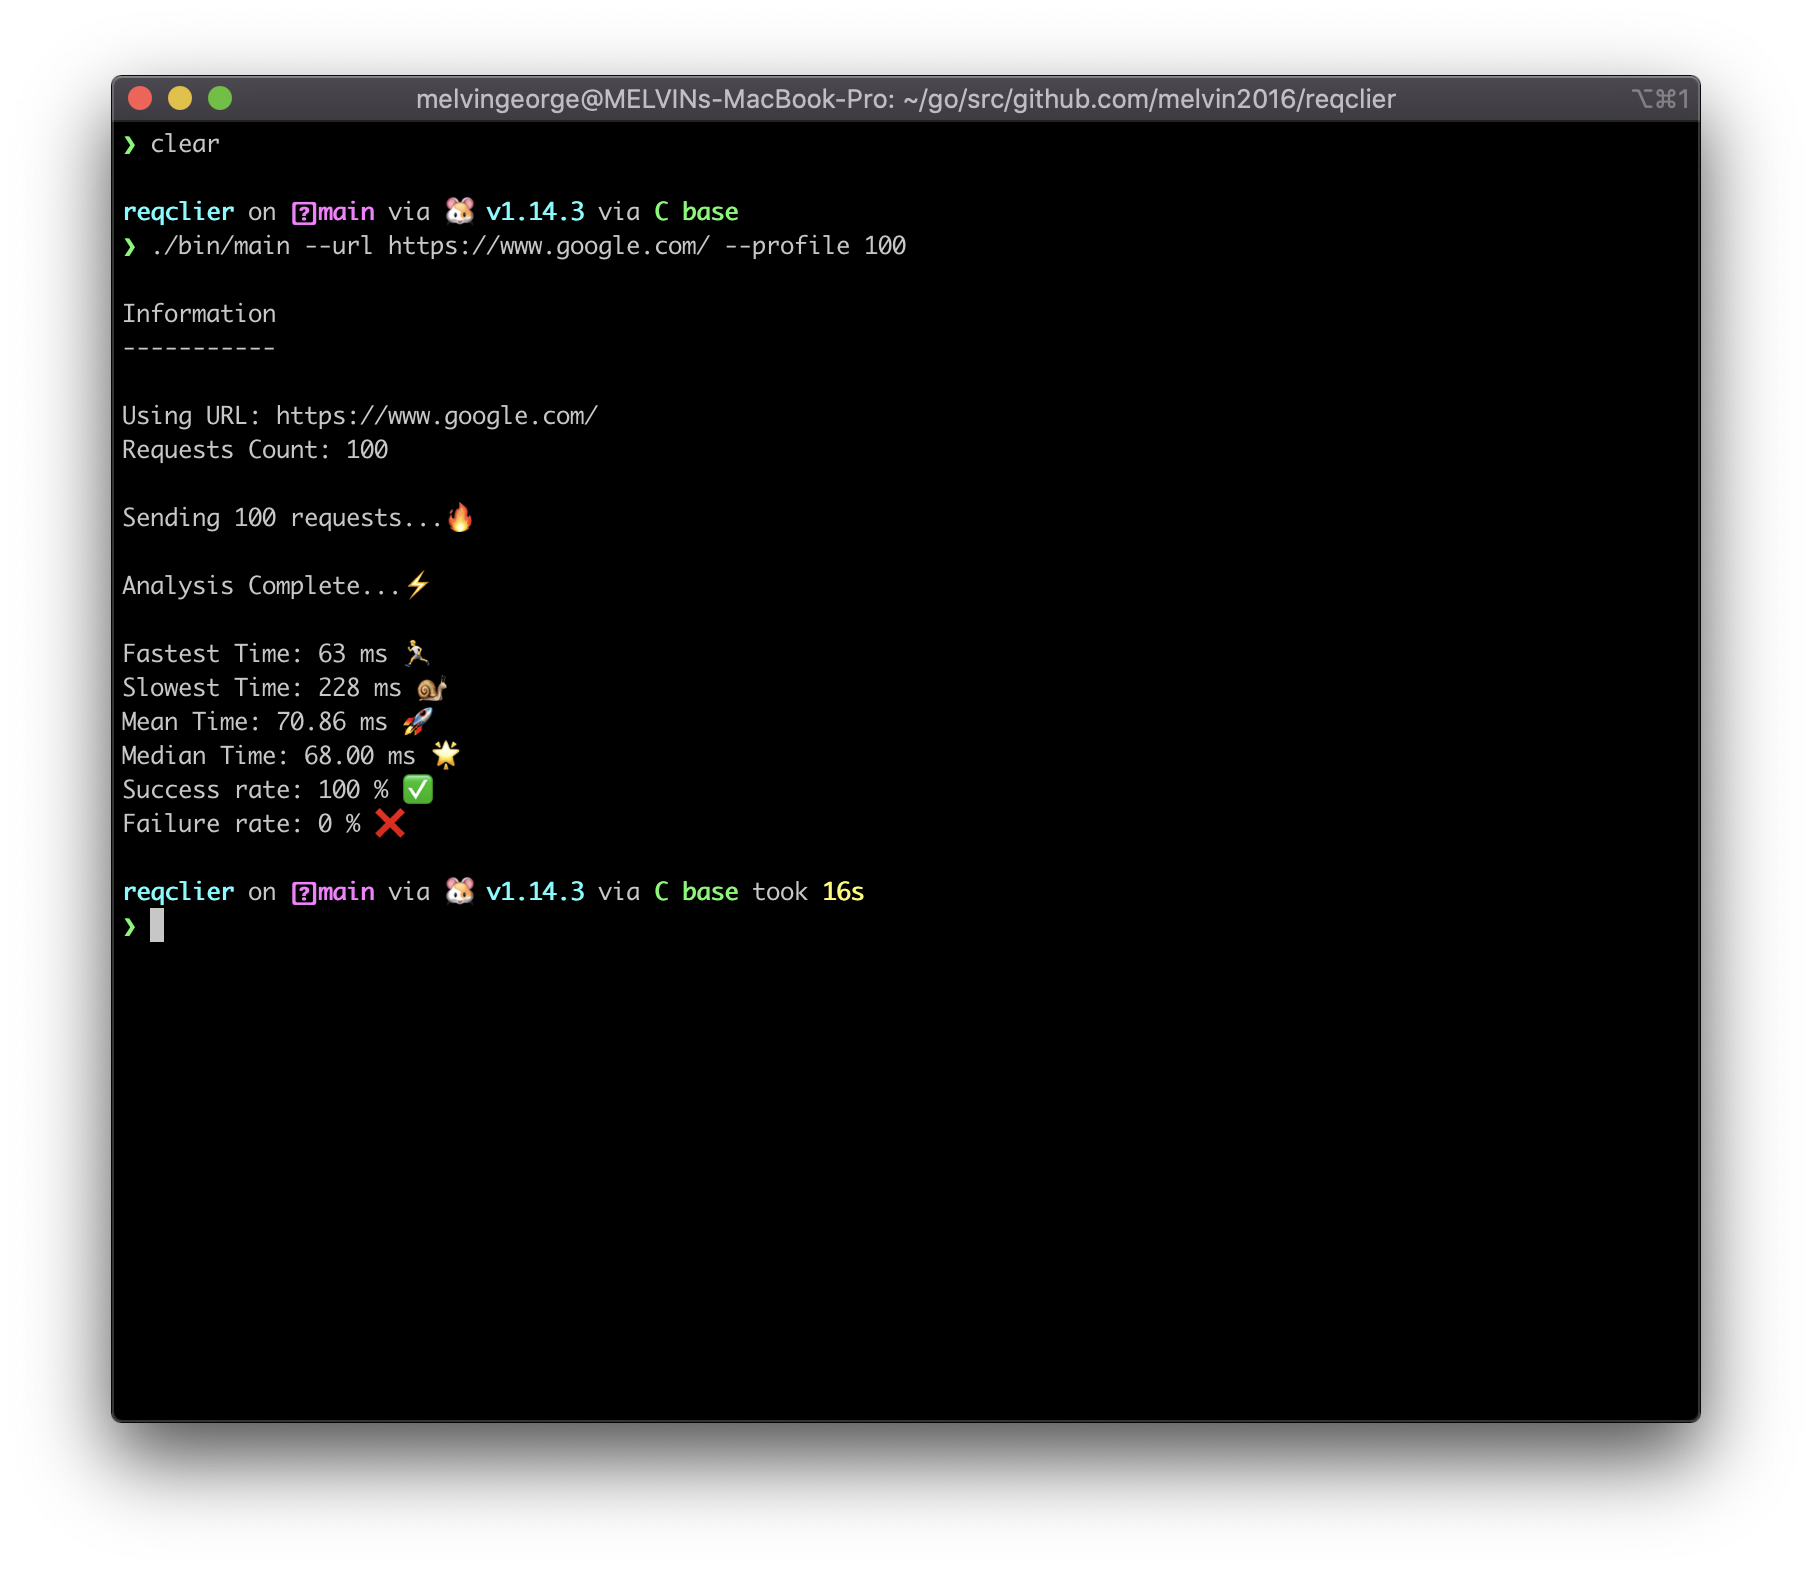 melvingeorge@MELVINs-MacBook-Pro: ~/go/src/github.com/melvin2016/reqclier ⌥⌘1
❯ clear
reqclier on ?main via 🐹 v1.14.3 via C base
❯ ./bin/main --url https://www.google.com/ --profile 100
Information
-----------
Using URL: https://www.google.com/
Requests Count: 100
Sending 100 requests...🔥
Analysis Complete...⚡
Fastest Time: 63 ms 🏃
Slowest Time: 228 ms 🐌
Mean Time: 70.86 ms 🚀
Median Time: 68.00 ms 🌟
Success rate: 100 % ✅
Failure rate: 0 % ❌
reqclier on ?main via 🐹 v1.14.3 via C base took 16s
❯